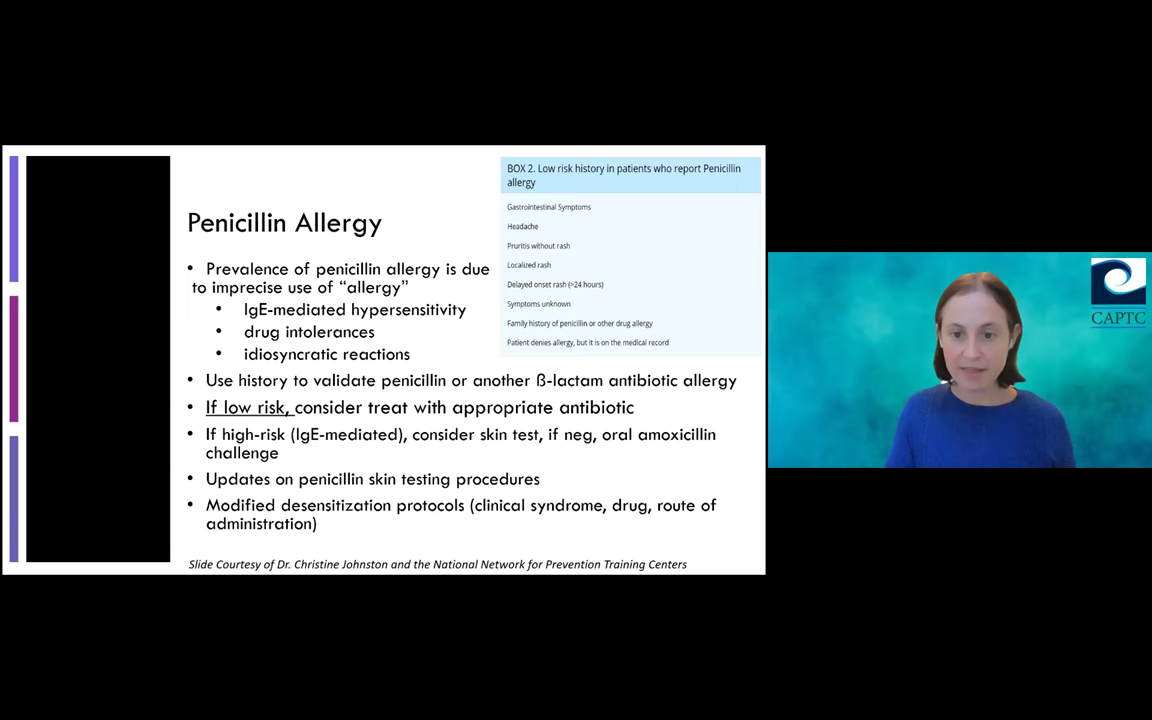 Penicillin Allergy
• Prevalence of penicillin allergy is due
to imprecise use of “allergy”
• IgE-mediated hypersensitivity
• drug intolerances
• idiosyncratic reactions
• Use history to validate penicillin or another ß-lactam antibiotic allergy
• If low risk, consider treat with appropriate antibiotic
• If high-risk (IgE-mediated), consider skin test, if neg, oral amoxicillin
challenge
• Updates on penicillin skin testing procedures
• Modified desensitization protocols (clinical syndrome, drug, route of
administration)
Slide Courtesy of Dr. Christine Johnston and the National Network for Prevention Training Centers
BOX 2. Low risk history in patients who report Penicillin
allergy
Gastrointestinal Symptoms
Headache
Pruritis without rash
Localized rash
Delayed onset rash (>24 hours)
Symptoms unknown
Family history of penicillin or other drug allergy
Patient denies allergy, but it is on the medical record
CAPTC